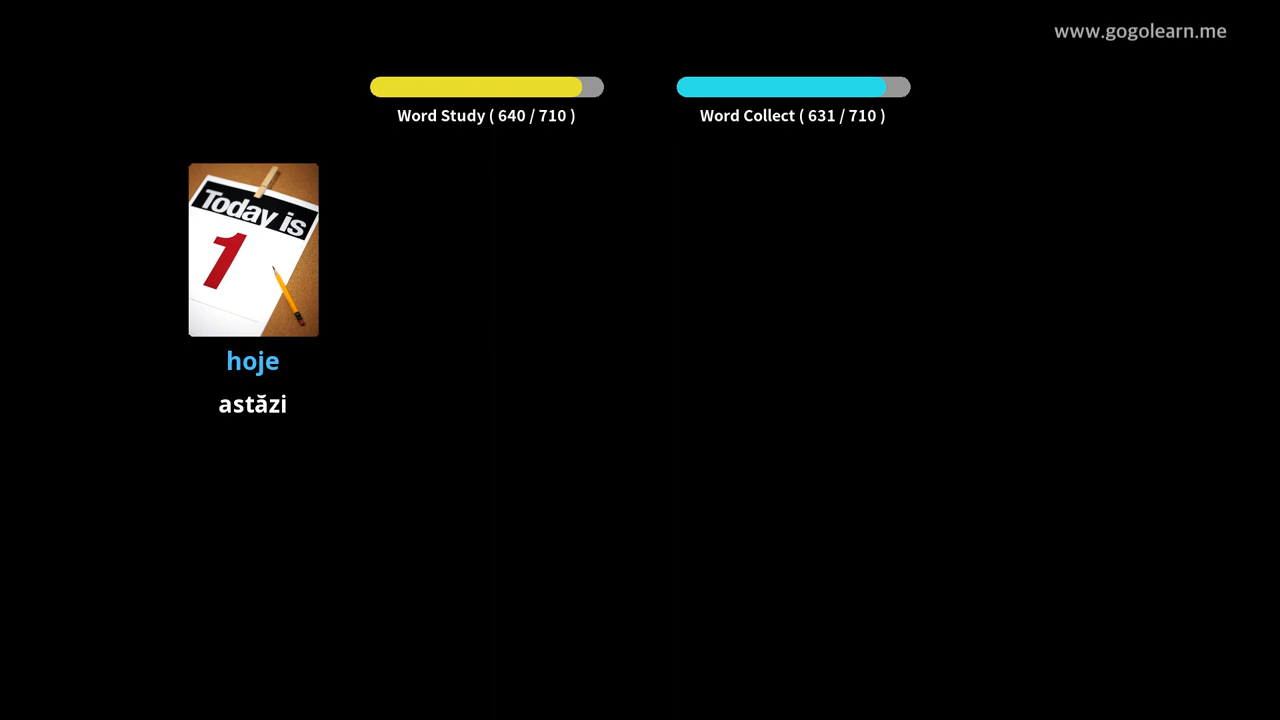 www.gogolearn.me
Word Study ( 640 / 710 )
Word Collect ( 631 / 710 )
Today is
1
hoje
astăzi